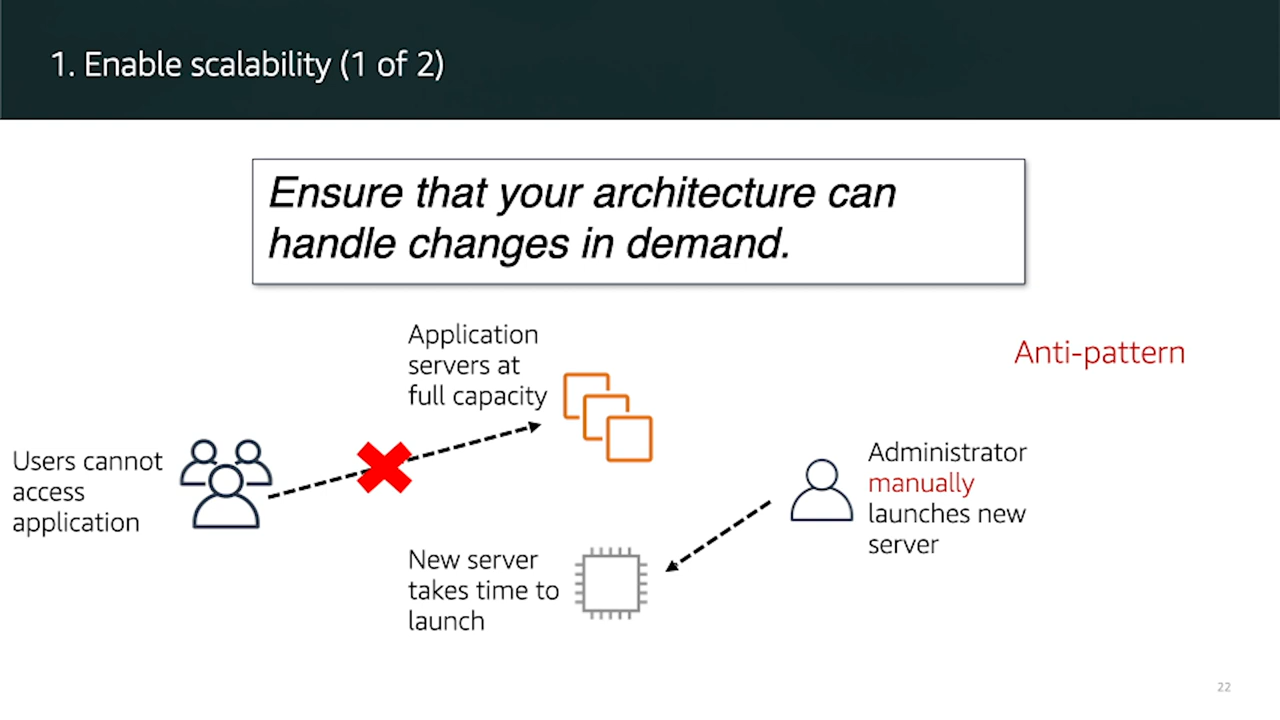 1. Enable scalability (1 of 2)
Ensure that your architecture can
handle changes in demand.
Application
servers at
full capacity
Anti-pattern
Users cannot
access
application
Administrator
manually
launches new
server
New server
takes time to
launch
22